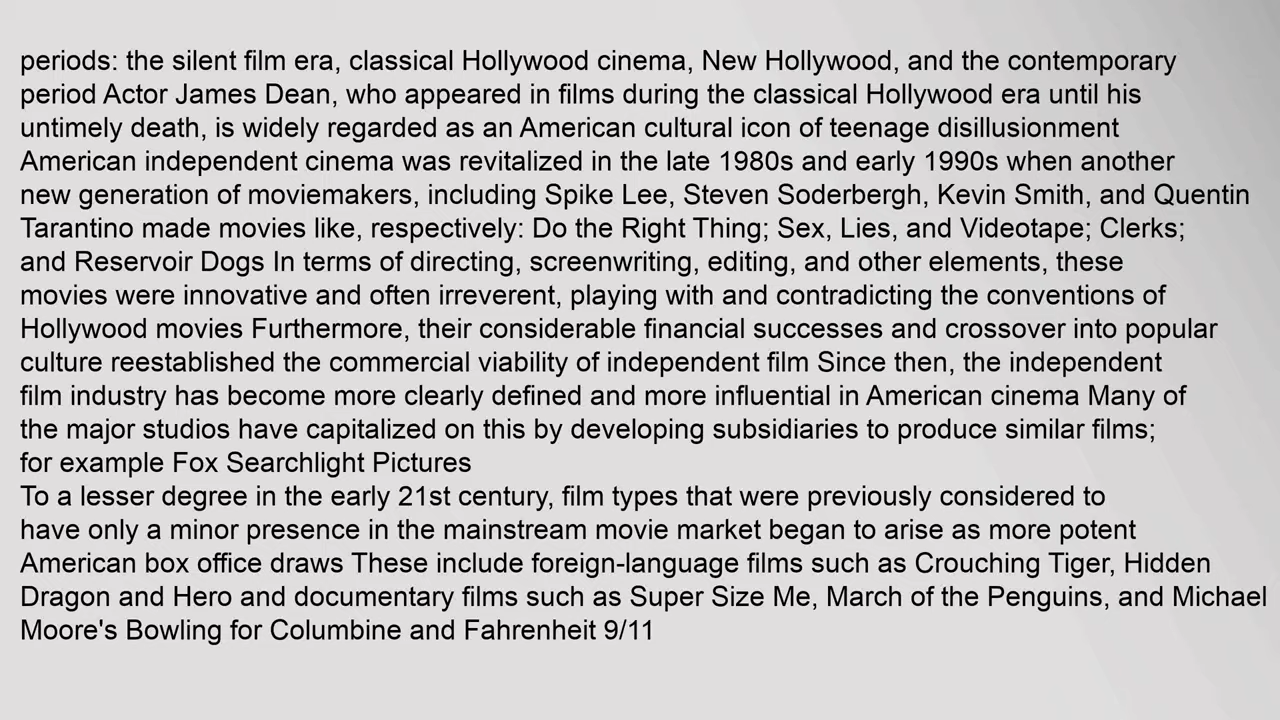 periods: the silent film era, classical Hollywood cinema, New Hollywood, and the contemporary
period Actor James Dean, who appeared in films during the classical Hollywood era until his
untimely death, is widely regarded as an American cultural icon of teenage disillusionment
American independent cinema was revitalized in the late 1980s and early 1990s when another
new generation of moviemakers, including Spike Lee, Steven Soderbergh, Kevin Smith, and Quentin
Tarantino made movies like, respectively: Do the Right Thing; Sex, Lies, and Videotape; Clerks;
and Reservoir Dogs In terms of directing, screenwriting, editing, and other elements, these
movies were innovative and often irreverent, playing with and contradicting the conventions of
Hollywood movies Furthermore, their considerable financial successes and crossover into popular
culture reestablished the commercial viability of independent film Since then, the independent
film industry has become more clearly defined and more influential in American cinema Many of
the major studios have capitalized on this by developing subsidiaries to produce similar films;
for example Fox Searchlight Pictures
To a lesser degree in the early 21st century, film types that were previously considered to
have only a minor presence in the mainstream movie market began to arise as more potent
American box office draws These include foreign-language films such as Crouching Tiger, Hidden
Dragon and Hero and documentary films such as Super Size Me, March of the Penguins, and Michael
Moore's Bowling for Columbine and Fahrenheit 9/11